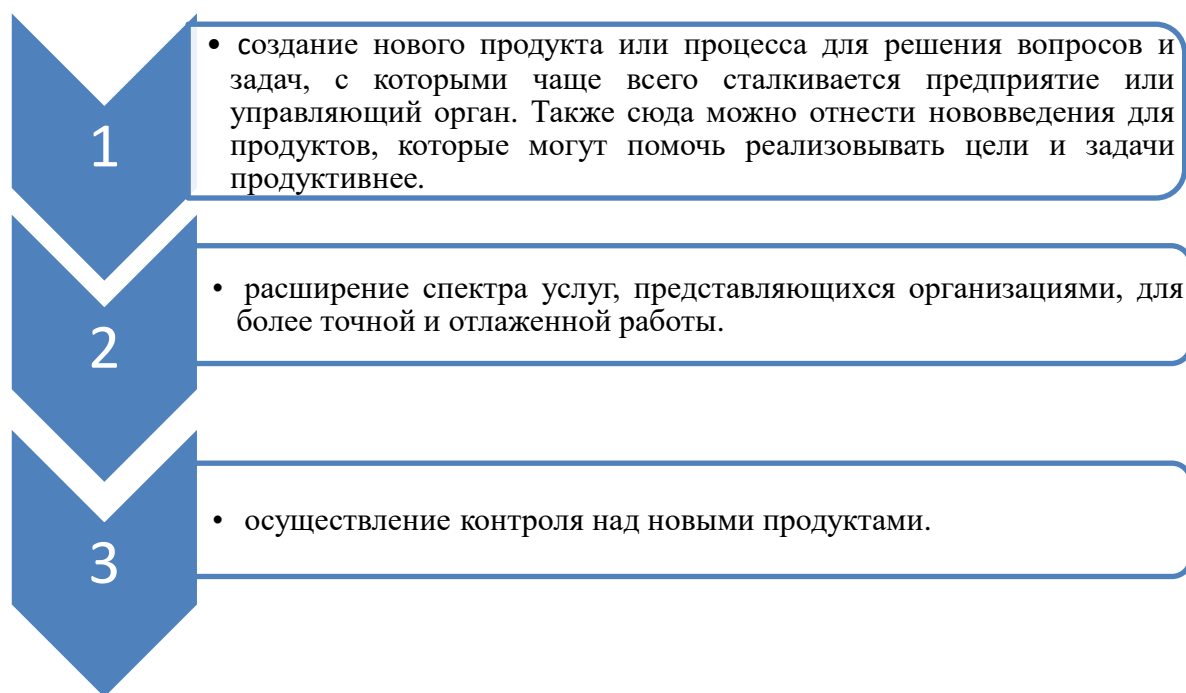 1
• создание нового продукта или процесса для решения вопросов и
задач, с которыми чаще всего сталкивается предприятие или
управляющий орган. Также сюда можно отнести нововведения для
продуктов, которые могут помочь реализовывать цели и задачи
продуктивнее.
2
• расширение спектра услуг, представляющихся организациями, для
более точной и отлаженной работы.
3
• осуществление контроля над новыми продуктами.